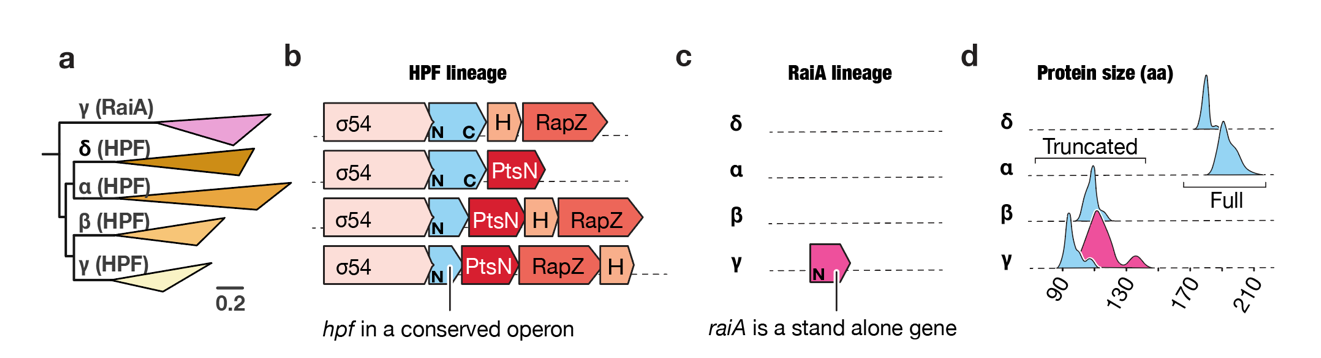 a
γ (RaiA)
δ (HPF)
α (HPF)
β (HPF)
γ (HPF)
0.2
b
HPF lineage
σ54 N C H RapZ
σ54 N C PtsN
σ54 N PtsN H RapZ
σ54 N PtsN RapZ H
hpf in a conserved operon
c
RaiA lineage
δ
α
β
γ N
raiA is a stand alone gene
d
Protein size (aa)
δ
Truncated
α
Full
β
γ
90 130 170 210